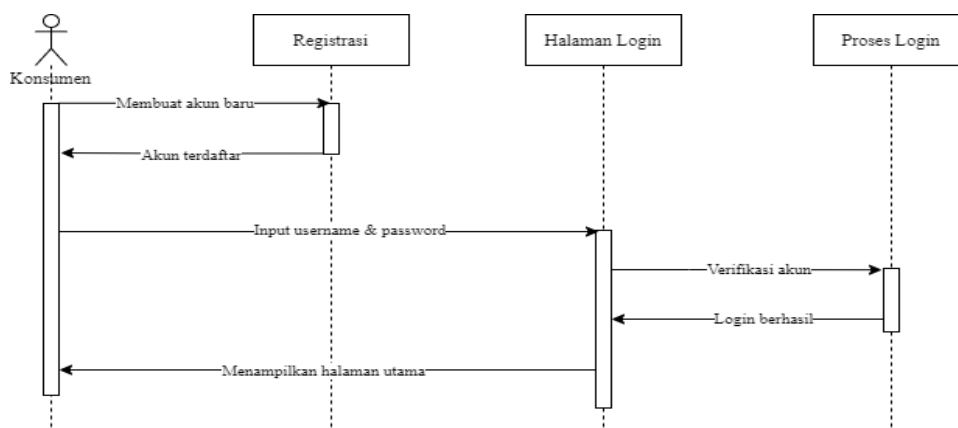 Registrasi
Halaman Login
Proses Login
Konsumen
Membuat akun baru
Akun terdaftar
Input username & password
Verifikasi akun
Login berhasil
Menampilkan halaman utama